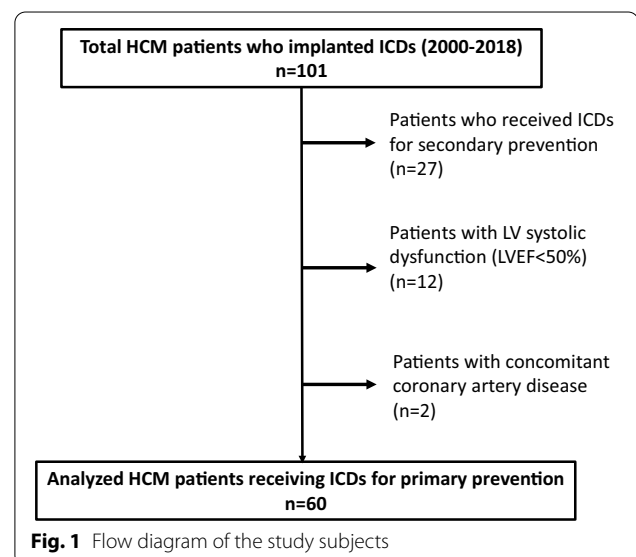 Total HCM patients who implanted ICDs (2000-2018)
n=101
Patients who received ICDs
for secondary prevention
(n=27)
Patients with LV systolic
dysfunction (LVEF<50%)
(n=12)
Patients with concomitant
coronary artery disease
(n=2)
Analyzed HCM patients receiving ICDs for primary prevention
n=60
Fig. 1 Flow diagram of the study subjects